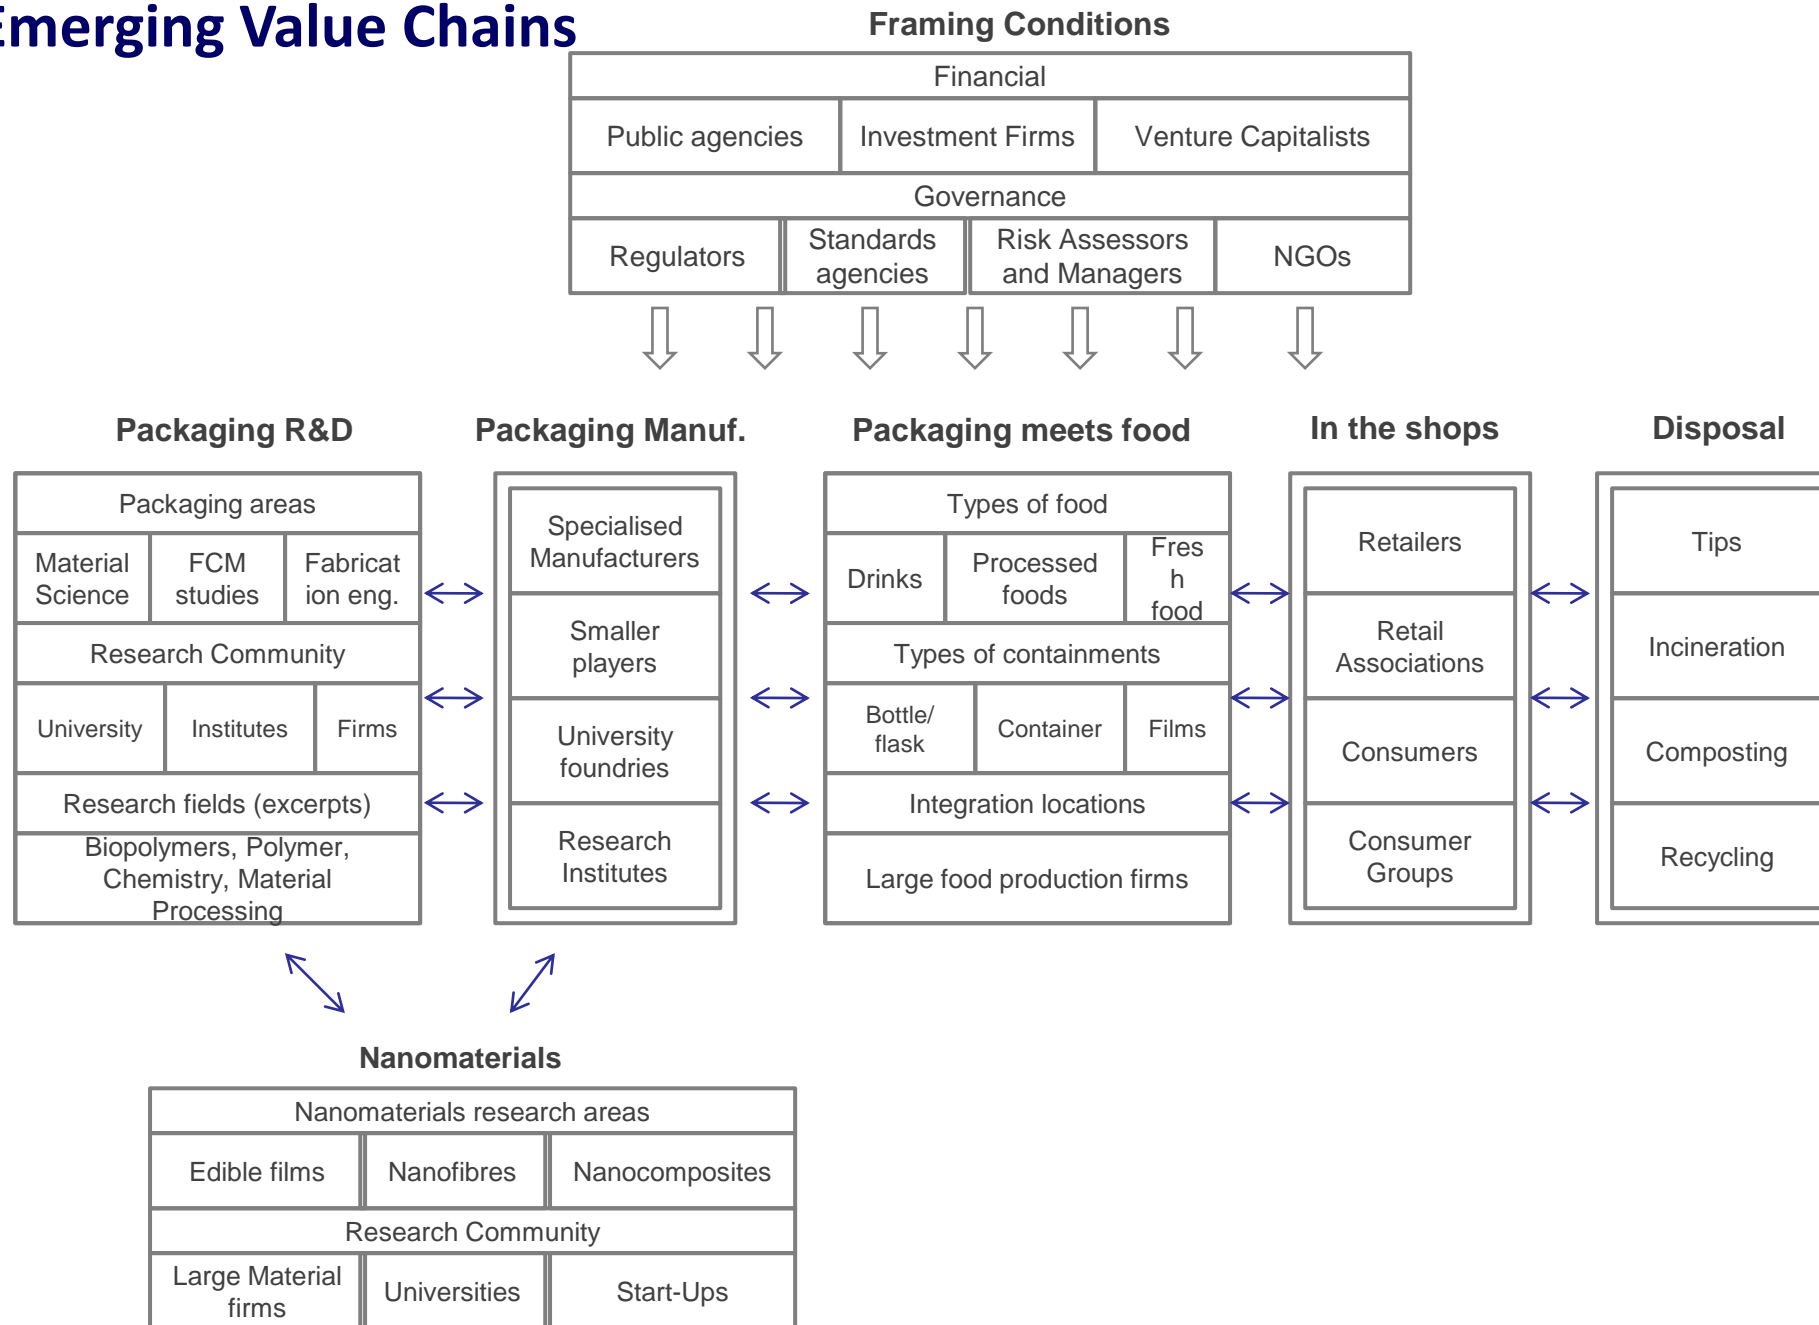 Emerging Value Chains
Framing Conditions
Financial
Public agencies
Investment Firms
Venture Capitalists
Governance
Regulators
Standards
agencies
Risk Assessors
and Managers
NGOs
Packaging R&D
Packaging areas
Material
Science
FCM
studies
Fabricat
ion eng.
Research Community
University
Institutes
Firms
Research fields (excerpts)
Biopolymers, Polymer,
Chemistry, Material
Processing
Packaging Manuf.
Specialised
Manufacturers
Smaller
players
University
foundries
Research
Institutes
Packaging meets food
Types of food
Drinks
Processed
foods
Fres
h
food
Types of containments
Bottle/
flask
Container
Films
Integration locations
Large food production firms
In the shops
Retailers
Retail
Associations
Consumers
Consumer
Groups
Disposal
Tips
Incineration
Composting
Recycling
Nanomaterials
Nanomaterials research areas
Edible films
Nanofibres
Nanocomposites
Research Community
Large Material
firms
Universities
Start-Ups